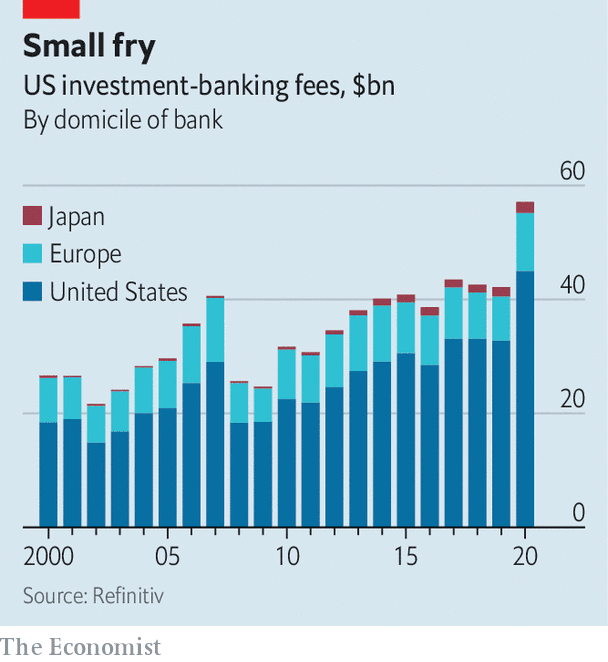 Small fry
US investment-banking fees, $bn
By domicile of bank
60
Japan
Europe
United States
40
20
0
2000 05 10 15 20
Source: Refinitiv
The Economist